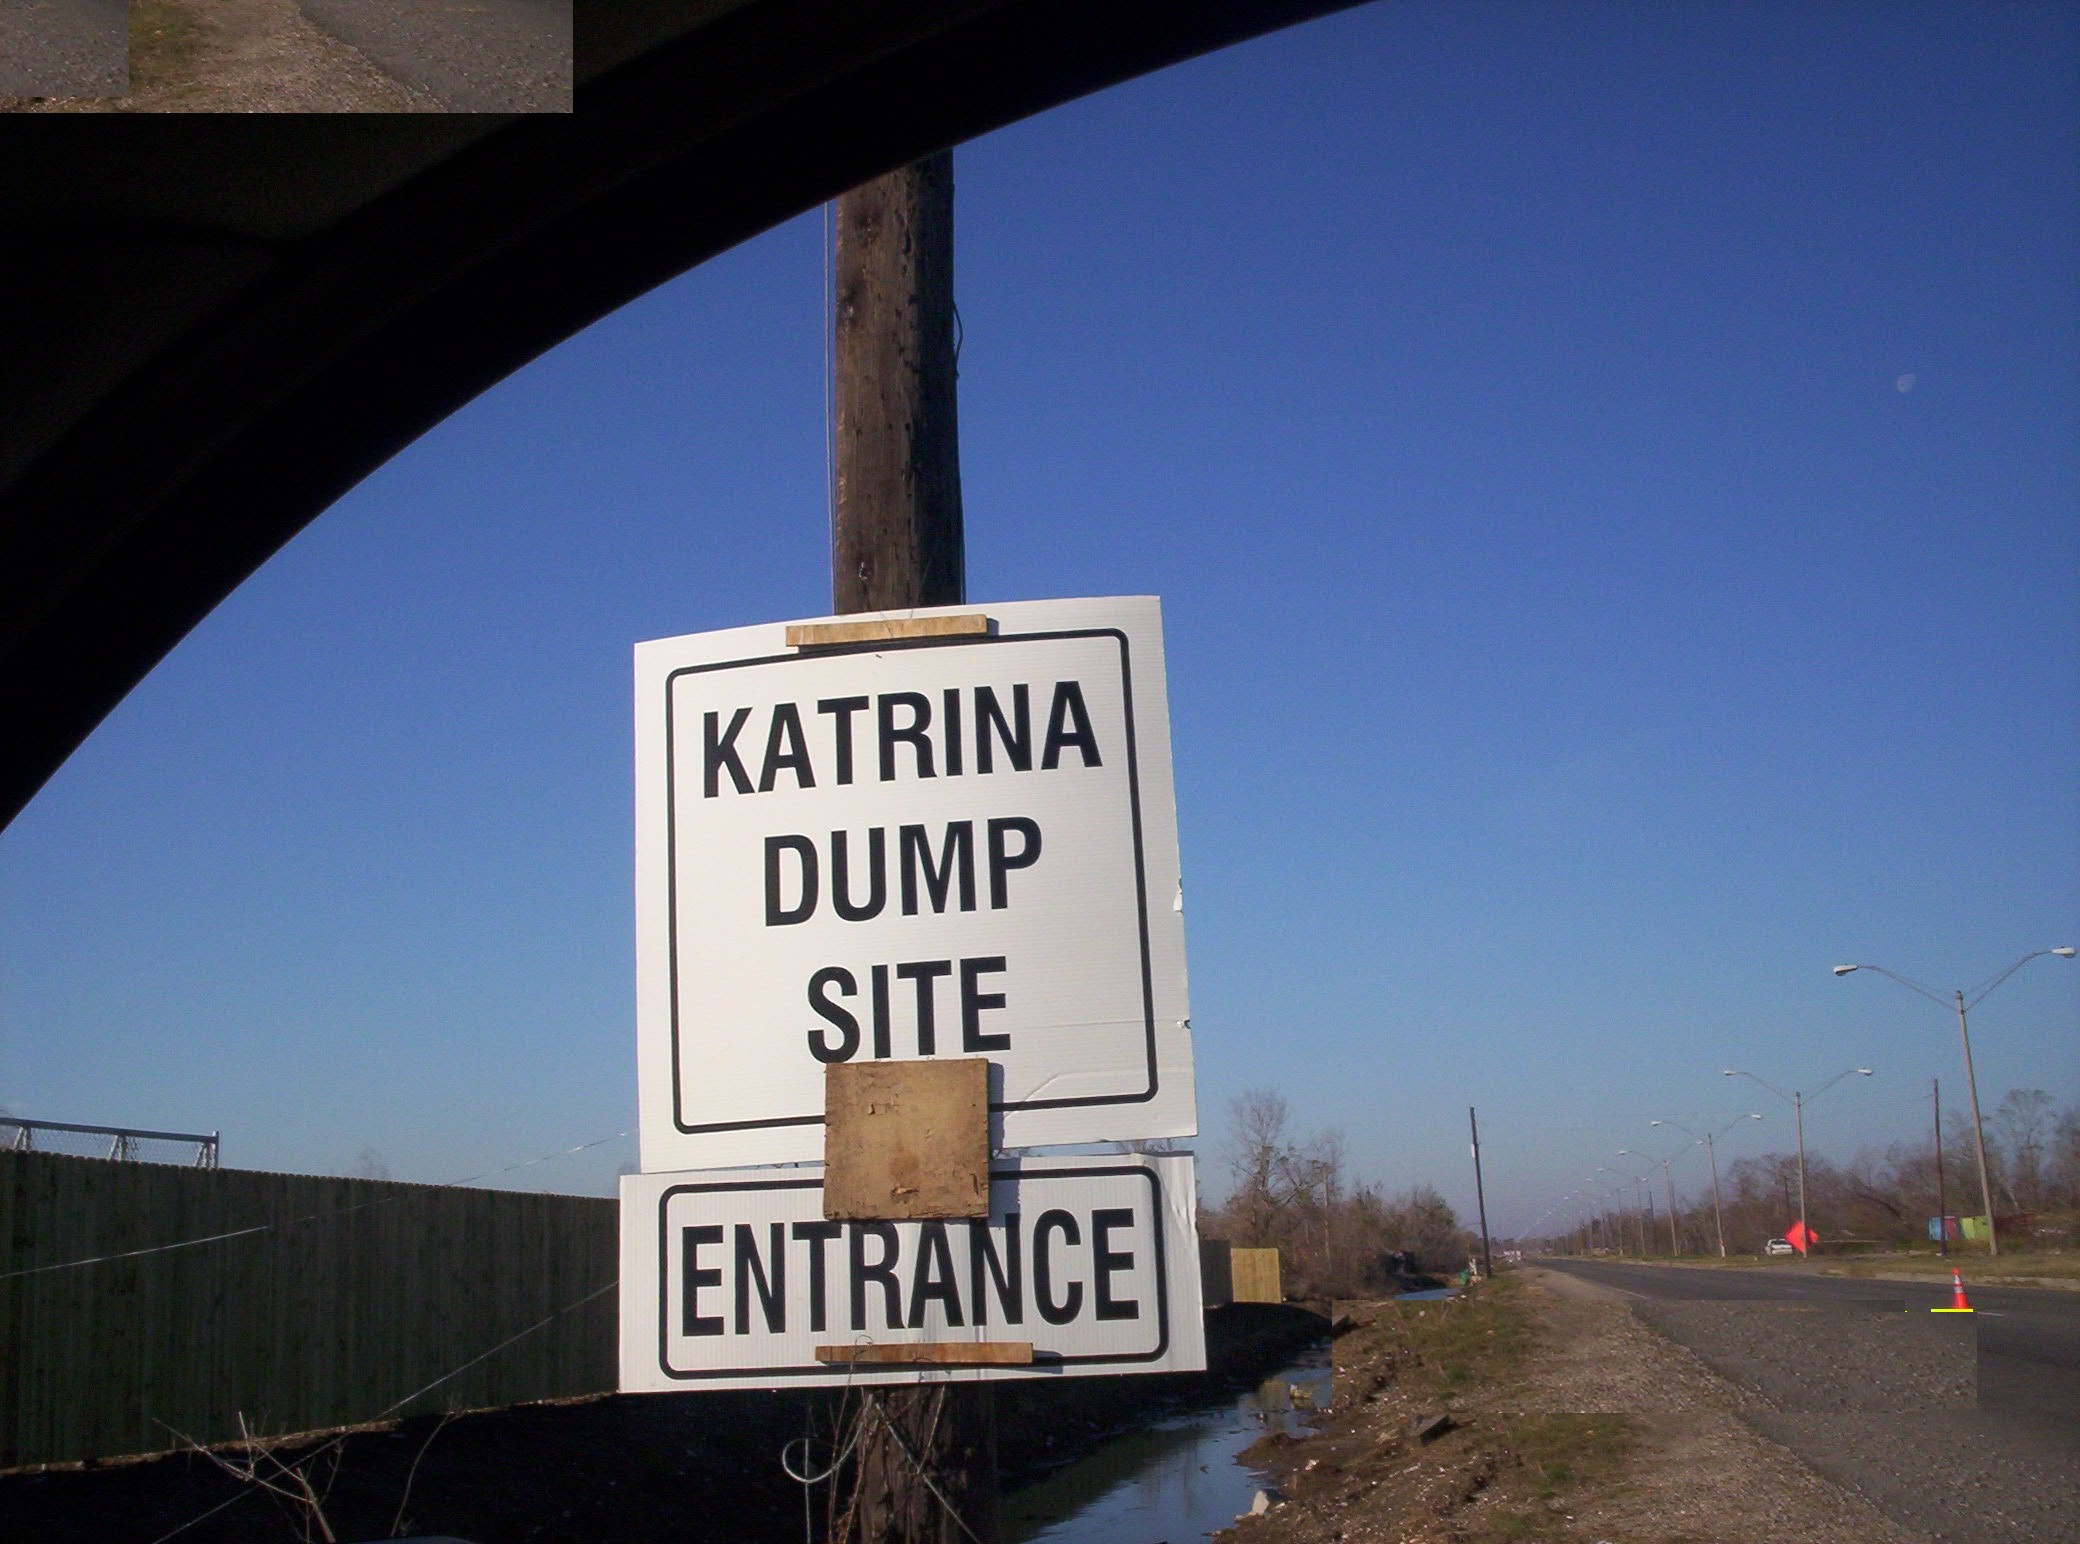 KATRINA
DUMP
SITE
ENTRANCE